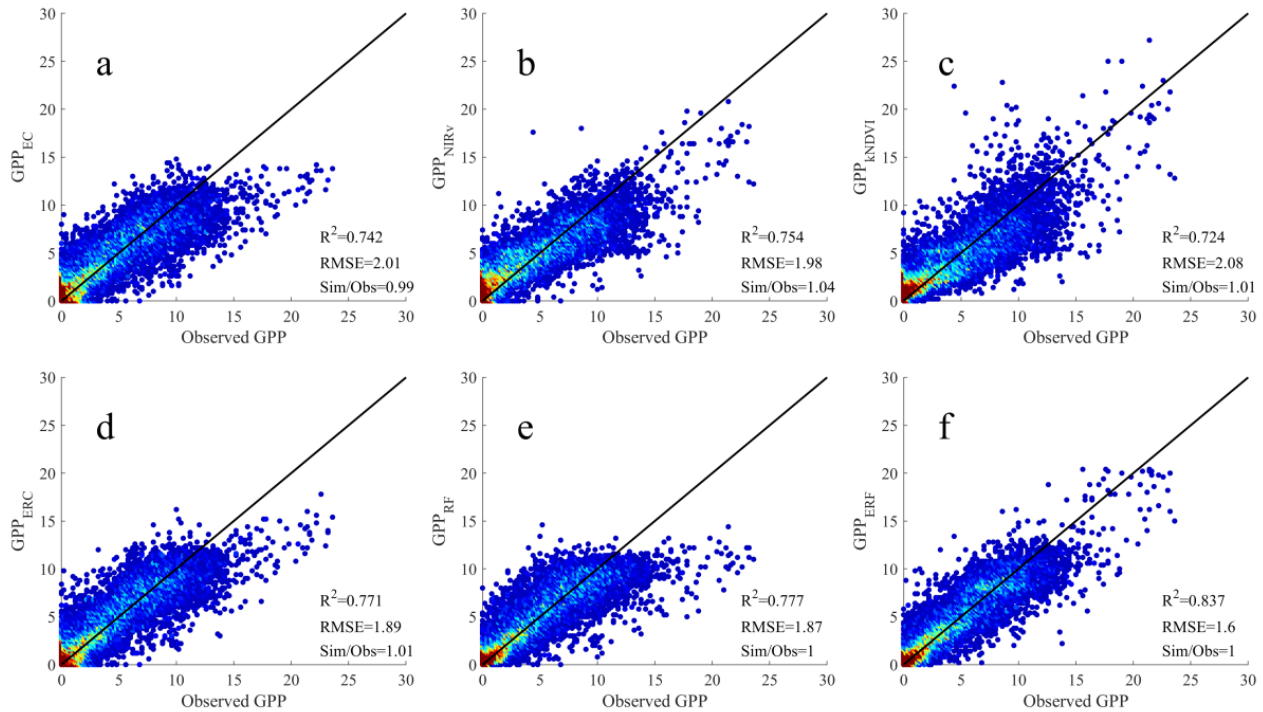 a
GPP_EC
30
25
20
15
10
5
0
R²=0.742
RMSE=2.01
Sim/Obs=0.99
0 5 10 15 20 25 30
Observed GPP
b
GPP_NIRv
30
25
20
15
10
5
0
R²=0.754
RMSE=1.98
Sim/Obs=1.04
0 5 10 15 20 25 30
Observed GPP
c
GPP_kNDVI
30
25
20
15
10
5
0
R²=0.724
RMSE=2.08
Sim/Obs=1.01
0 5 10 15 20 25 30
Observed GPP
d
GPP_ERC
30
25
20
15
10
5
0
R²=0.771
RMSE=1.89
Sim/Obs=1.01
0 5 10 15 20 25 30
Observed GPP
e
GPP_RF
30
25
20
15
10
5
0
R²=0.777
RMSE=1.87
Sim/Obs=1
0 5 10 15 20 25 30
Observed GPP
f
GPP_ERF
30
25
20
15
10
5
0
R²=0.837
RMSE=1.6
Sim/Obs=1
0 5 10 15 20 25 30
Observed GPP